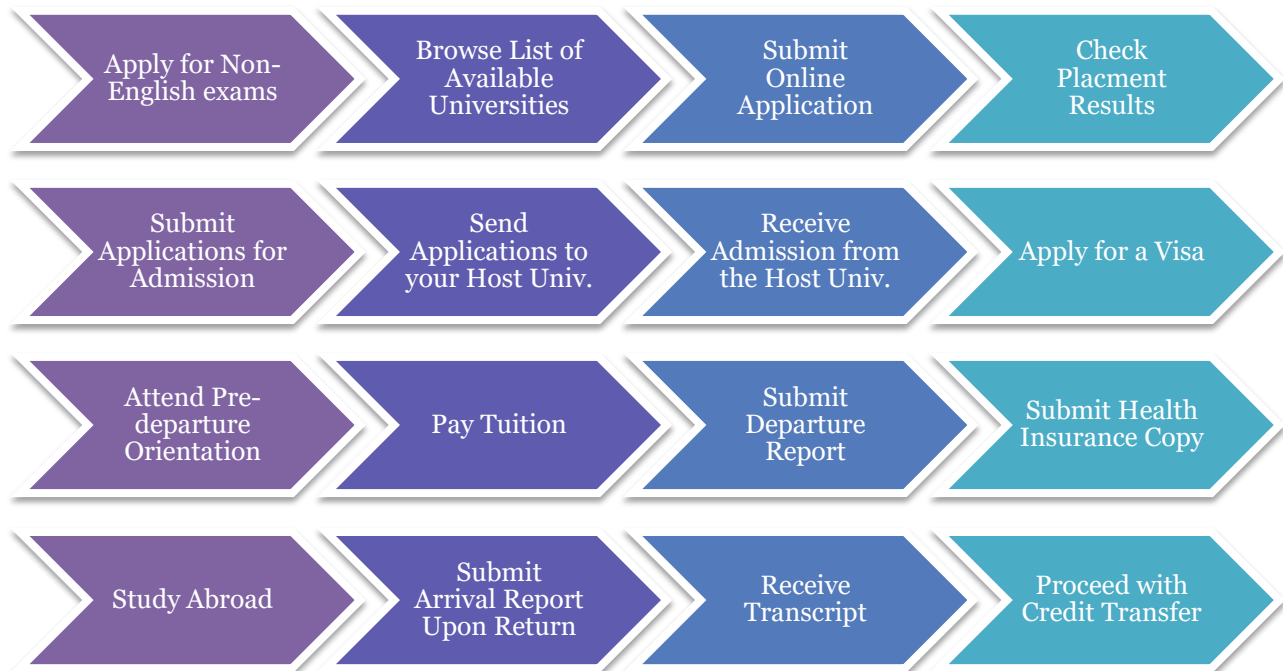 Apply for Non-
English exams
Browse List of
Available
Universities
Submit
Online
Application
Check
Placment
Results
Submit
Applications for
Admission
Send
Applications to
your Host Univ.
Receive
Admission from
the Host Univ.
Apply for a Visa
Attend Pre-
departure
Orientation
Pay Tuition
Submit
Departure
Report
Submit Health
Insurance Copy
Study Abroad
Submit
Arrival Report
Upon Return
Receive
Transcript
Proceed with
Credit Transfer